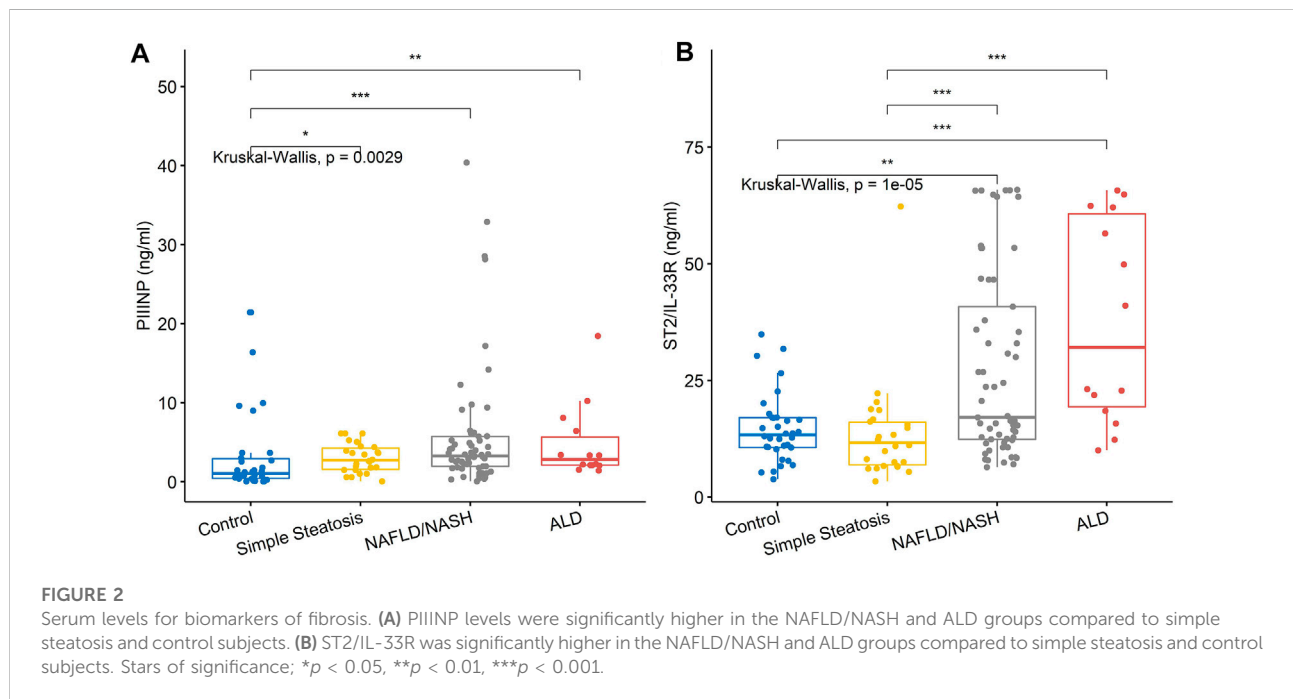 A
B
**
***
*
Kruskal-Wallis, p = 0.0029
***
***
***
**
Kruskal-Wallis, p = 1e-05
PIIINP (ng/ml)
50
40
30
20
10
0
Control
Simple Steatosis
NAFLD/NASH
ALD
ST2/IL-33R (ng/ml)
75
50
25
0
Control
Simple Steatosis
NAFLD/NASH
ALD
FIGURE 2
Serum levels for biomarkers of fibrosis. (A) PIIINP levels were significantly higher in the NAFLD/NASH and ALD groups compared to simple
steatosis and control subjects. (B) ST2/IL-33R was significantly higher in the NAFLD/NASH and ALD groups compared to simple steatosis and control
subjects. Stars of significance; *p < 0.05, **p < 0.01, ***p < 0.001.